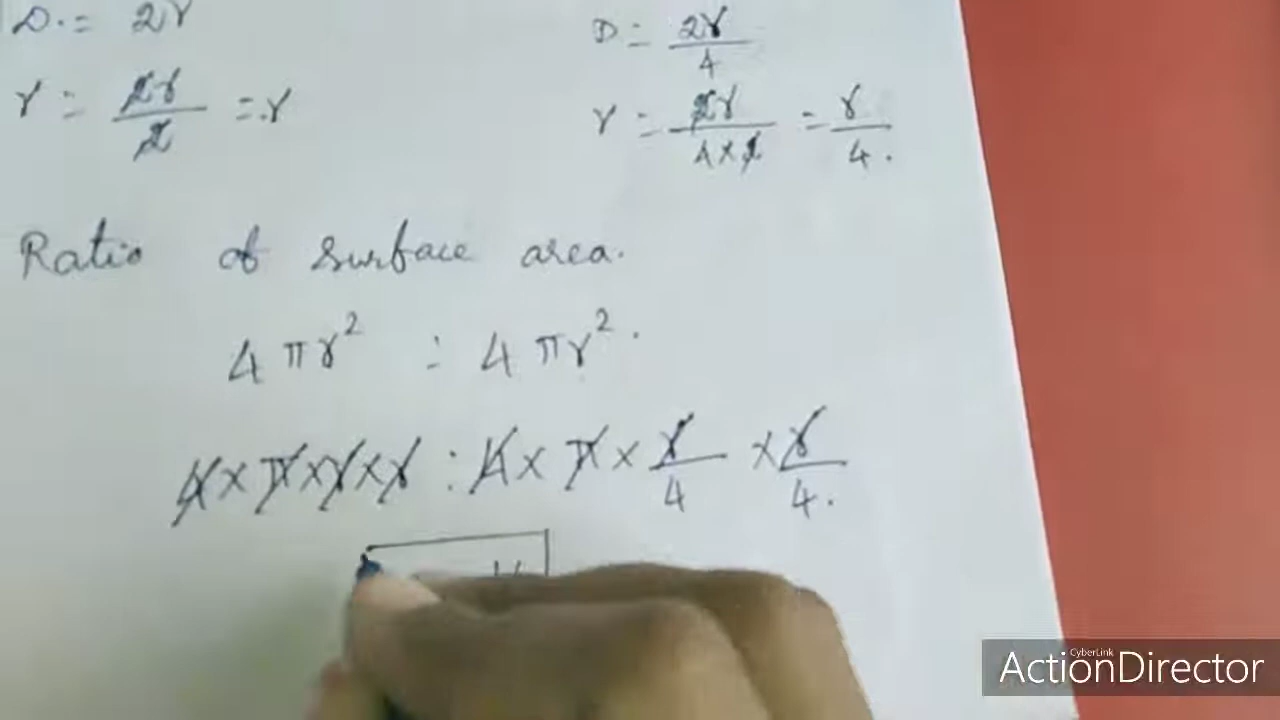 D. = 2r
D = 2r/4
r = 2r/2 = r
r = 2r/4×2 = r/4.
Ratio of surface area.
4πr² : 4πr².
4×π×r×r : 4×π×r/4×r/4.
CyberLink
ActionDirector